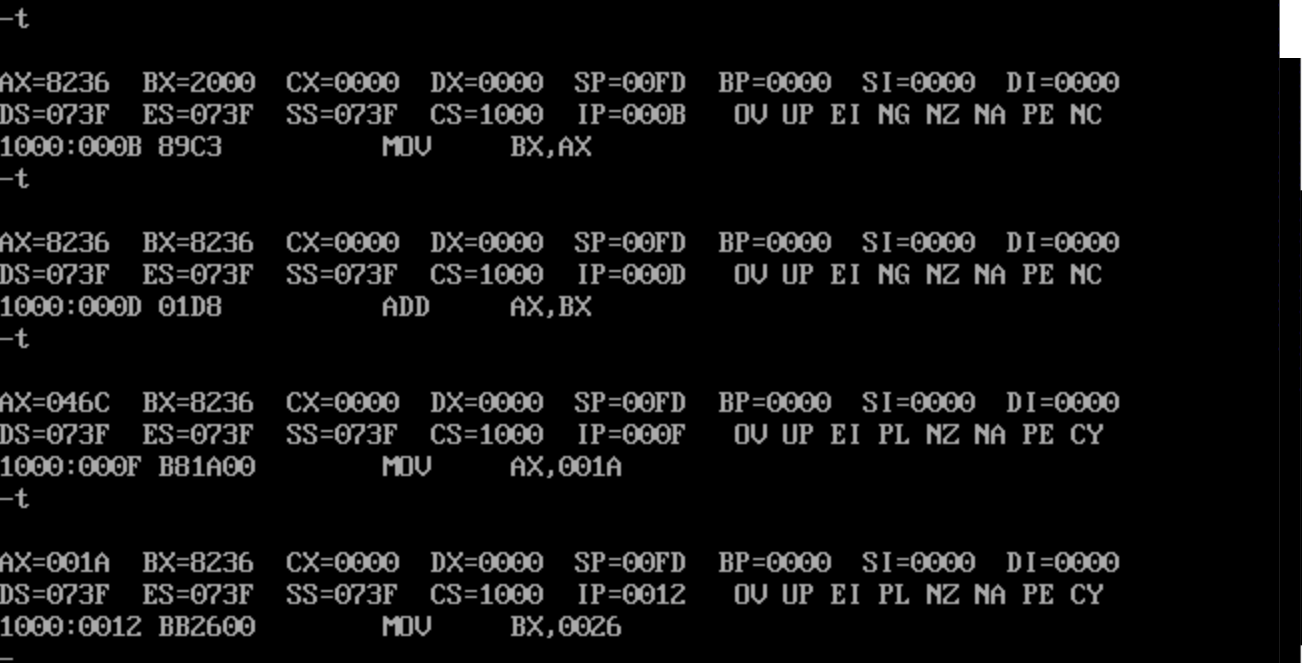 -t
AX=8236  BX=2000  CX=0000  DX=0000  SP=00FD  BP=0000  SI=0000  DI=0000
DS=073F  ES=073F  SS=073F  CS=1000  IP=000B   OV UP EI NG NZ NA PE NC
1000:000B 89C3          MOV     BX,AX
-t
AX=8236  BX=8236  CX=0000  DX=0000  SP=00FD  BP=0000  SI=0000  DI=0000
DS=073F  ES=073F  SS=073F  CS=1000  IP=000D   OV UP EI NG NZ NA PE NC
1000:000D 01D8          ADD     AX,BX
-t
AX=046C  BX=8236  CX=0000  DX=0000  SP=00FD  BP=0000  SI=0000  DI=0000
DS=073F  ES=073F  SS=073F  CS=1000  IP=000F   OV UP EI PL NZ NA PE CY
1000:000F B81A00        MOV     AX,001A
-t
AX=001A  BX=8236  CX=0000  DX=0000  SP=00FD  BP=0000  SI=0000  DI=0000
DS=073F  ES=073F  SS=073F  CS=1000  IP=0012   OV UP EI PL NZ NA PE CY
1000:0012 BB2600        MOV     BX,0026